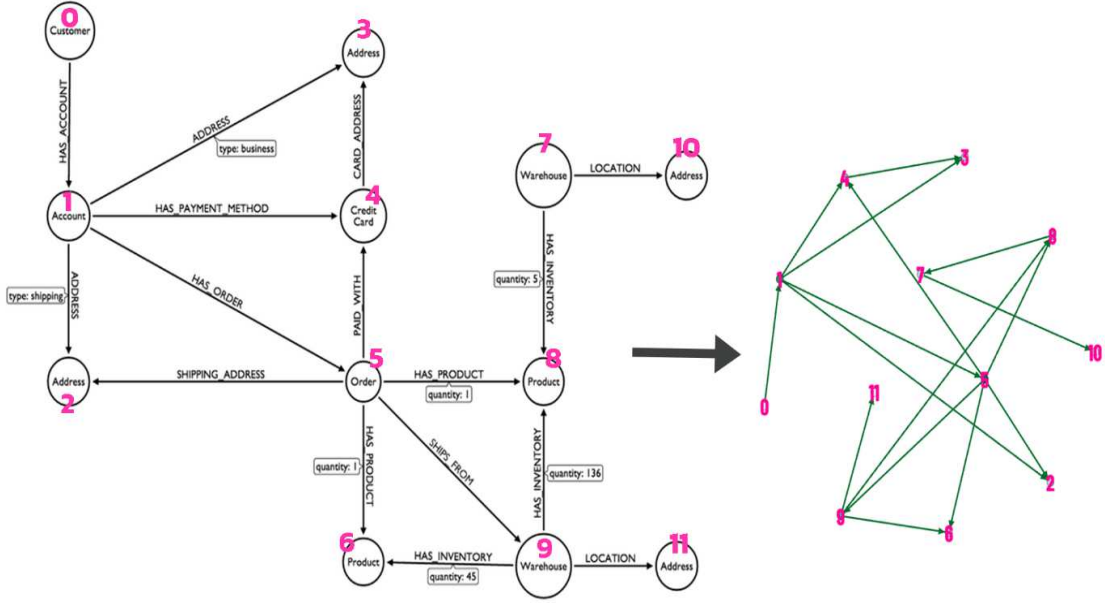 0
Customer
HAS_ACCOUNT
3
Address
ADDRESS
type: business
CARD_ADDRESS
1
Account
HAS_PAYMENT_METHOD
4
Credit
Card
ADDRESS
type: shipping
HAS_ORDER
PAID_WITH
Address
2
SHIPPING_ADDRESS
5
Order
HAS_PRODUCT
quantity: 1
HAS_PRODUCT
quantity: 1
SHIPS_FROM
6
Product
HAS_INVENTORY
quantity: 45
7
Warehouse
LOCATION
10
Address
HAS_INVENTORY
quantity: 5
8
Product
HAS_INVENTORY
quantity: 136
9
Warehouse
LOCATION
11
Address
3
4
8
1
7
10
5
11
0
2
9
6